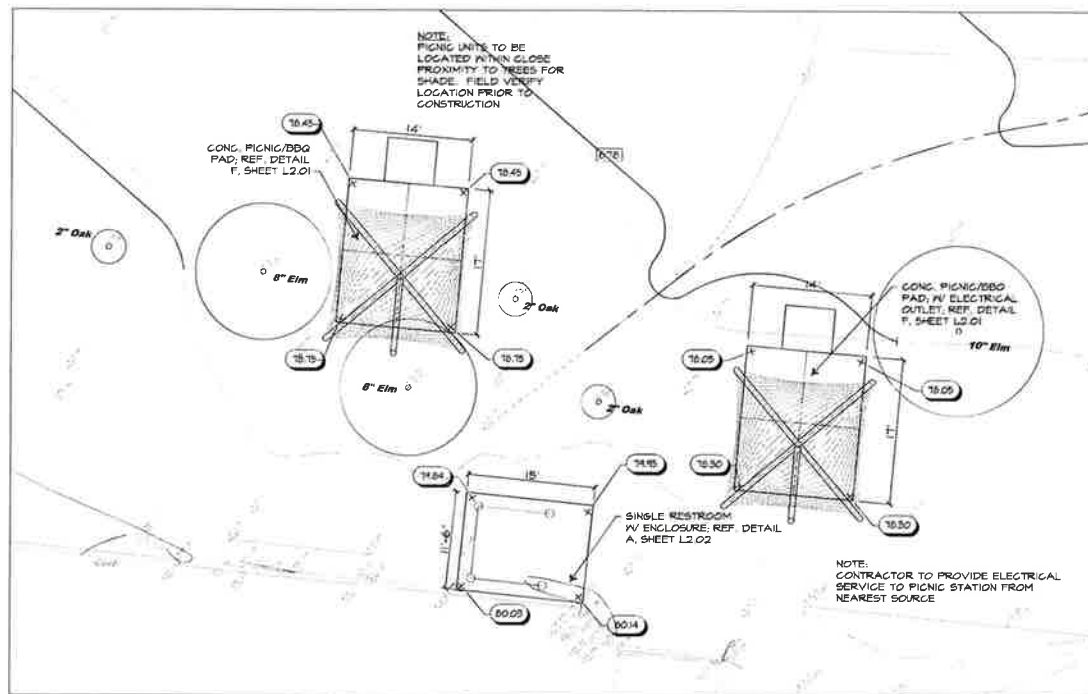 NOTE:
PICNIC UNITS TO BE
LOCATED WITHIN CLOSE
PROXIMITY TO TREES FOR
SHADE. FIELD VERIFY
LOCATION PRIOR TO
CONSTRUCTION
78.45
14'
CONC. PICNIC/BBQ
PAD; REF. DETAIL
F, SHEET L2.01
78.45
2" Oak
8" Elm
17'
2" Oak
78.75
78.75
8" Elm
678
14'
CONC. PICNIC/BBQ
PAD; W/ ELECTRICAL
OUTLET; REF. DETAIL
F, SHEET L2.01
10" Elm
78.05
78.05
2" Oak
17'
78.30
78.30
79.84
15'
79.95
SINGLE RESTROOM
W/ ENCLOSURE; REF. DETAIL
A, SHEET L2.02
11'-6"
80.03
80.14
NOTE:
CONTRACTOR TO PROVIDE ELECTRICAL
SERVICE TO PICNIC STATION FROM
NEAREST SOURCE